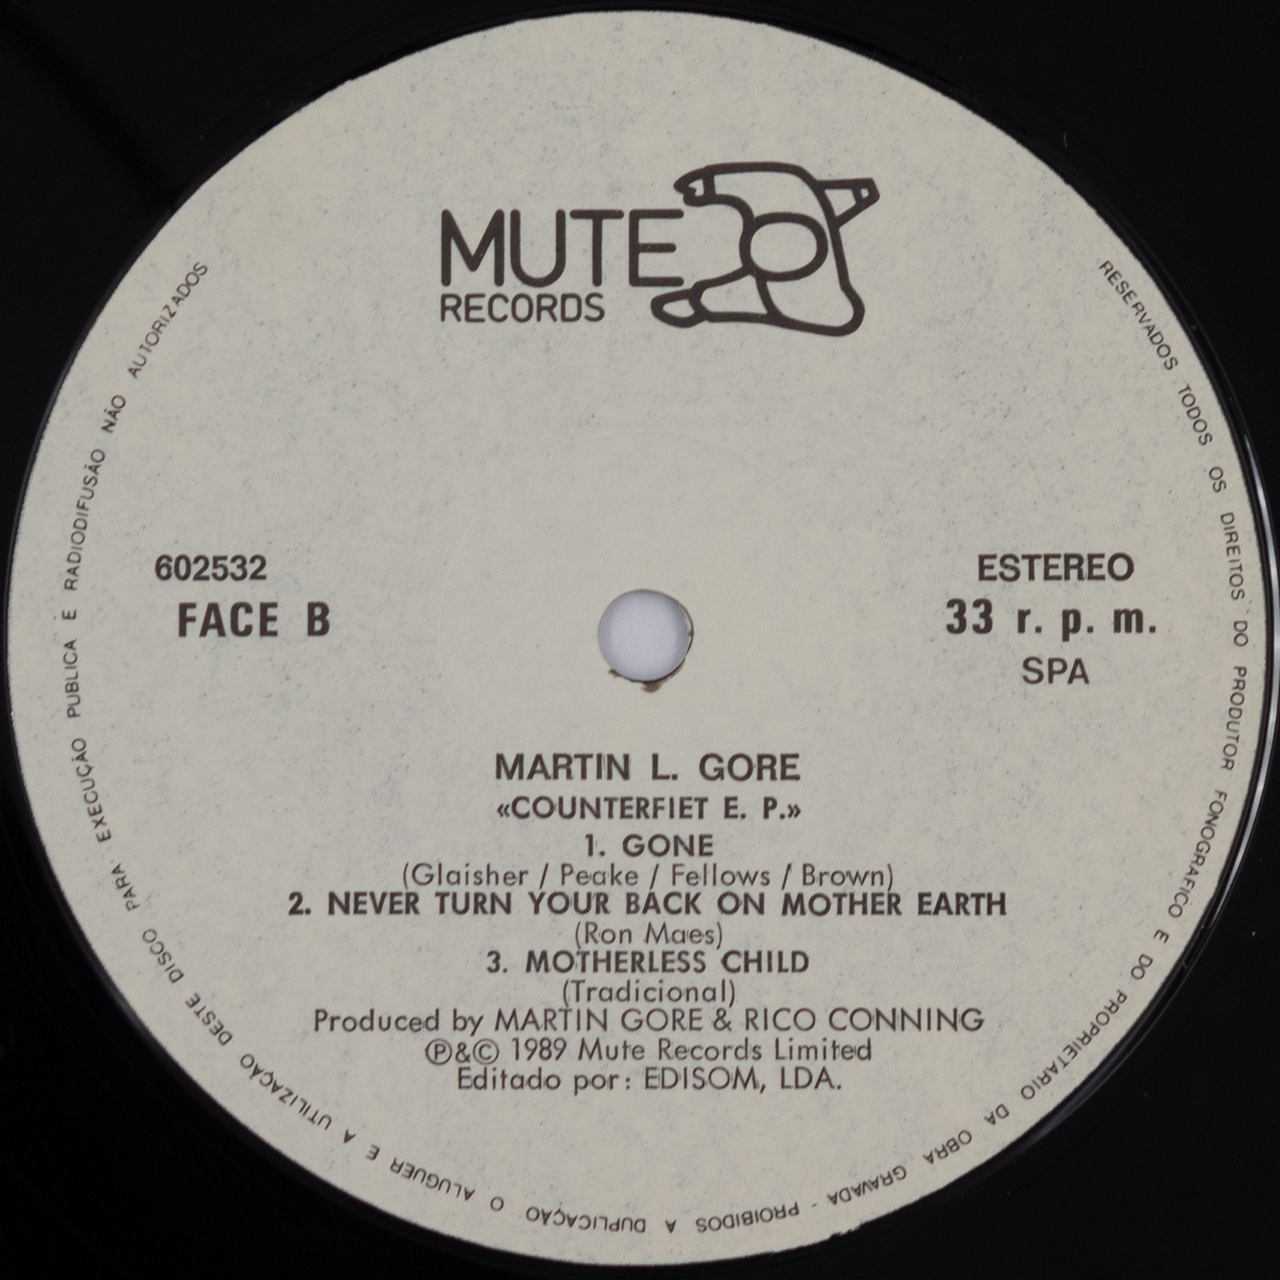 MUTE
RECORDS
602532
FACE B
ESTEREO
33 r. p. m.
SPA
MARTIN L. GORE
«COUNTERFIET E. P.»
1. GONE
(Glaisher / Peake / Fellows / Brown)
2. NEVER TURN YOUR BACK ON MOTHER EARTH
(Ron Maes)
3. MOTHERLESS CHILD
(Tradicional)
Produced by MARTIN GORE & RICO CONNING
Ⓟ&© 1989 Mute Records Limited
Editado por: EDISOM, LDA.
RESERVADOS TODOS OS DIREITOS DO PRODUTOR FONOGRAFICO E DO PROPRIETARIO DA OBRA GRAVADA - PROIBIDOS A DUPLICAÇÃO O ALUGUER E A UTILIZAÇÃO DESTE DISCO PARA EXECUÇÃO PUBLICA E RADIODIFUSÃO NÃO AUTORIZADOS